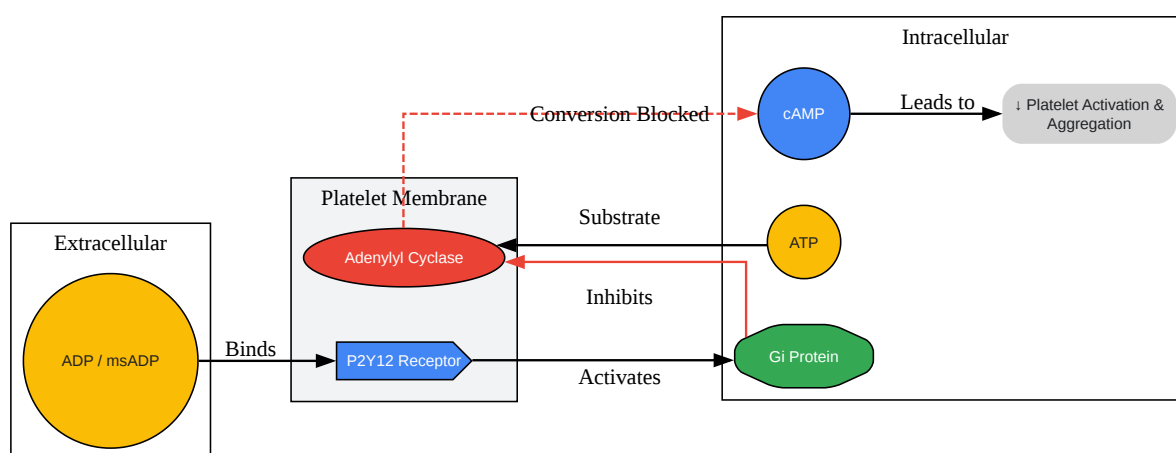 Intracellular
Conversion Blocked
cAMP
Leads to
↓ Platelet Activation &
Aggregation
Platelet Membrane
Substrate
Extracellular
ATP
Adenylyl Cyclase
Inhibits
ADP / msADP
Binds
P2Y12 Receptor
Activates
Gi Protein